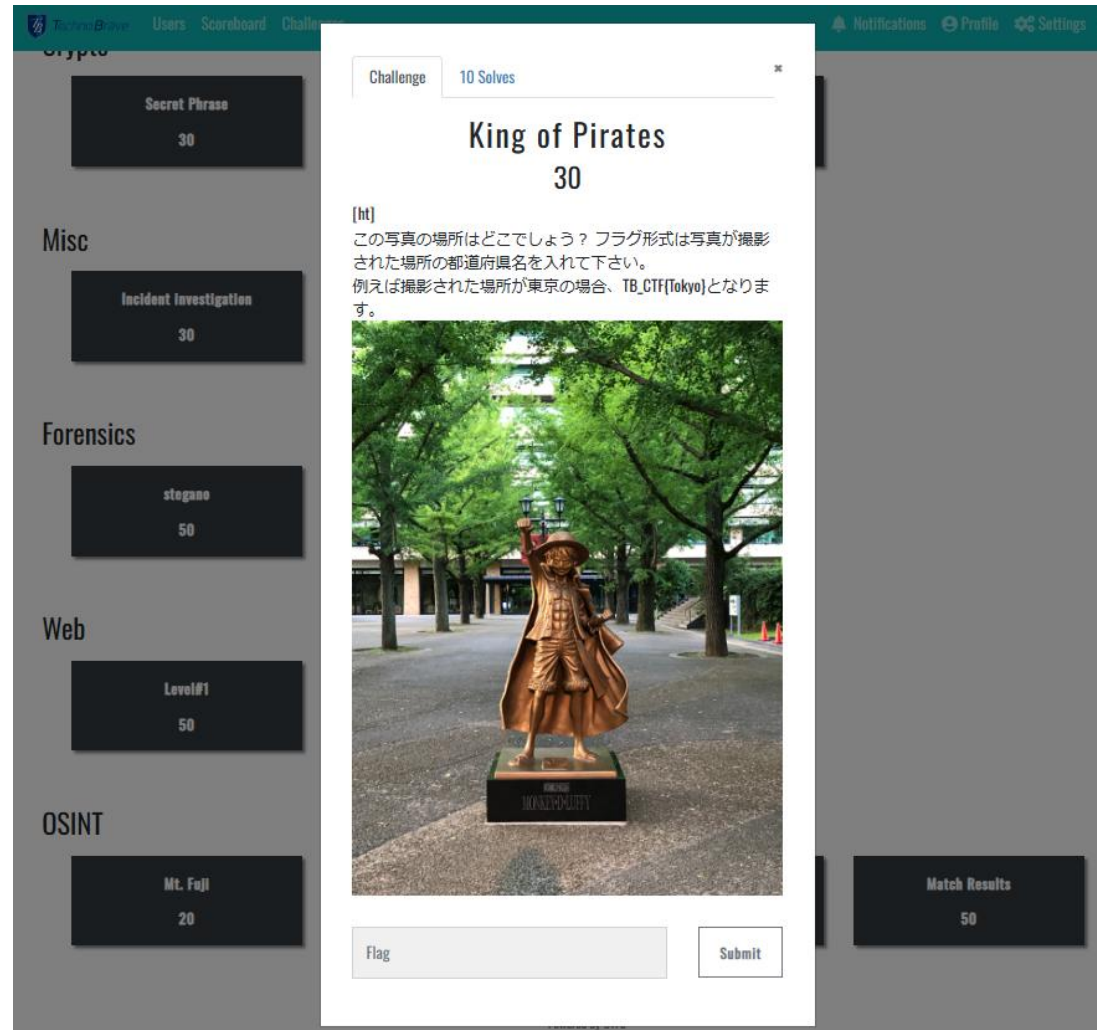 TechnoBrave Users Scoreboard Challenges Notifications Profile Settings
Crypto
Secret Phrase
30
Misc
Incident Investigation
30
Forensics
stegano
50
Web
Level#1
50
OSINT
Mt. Fuji
20
Match Results
50
Challenge 10 Solves
King of Pirates
30
[ht]
この写真の場所はどこでしょう？ フラグ形式は写真が撮影
された場所の都道府県名を入れて下さい。
例えば撮影された場所が東京の場合、TB_CTF{Tokyo}となりま
す。
MONKEY・D・LUFFY
Flag
Submit